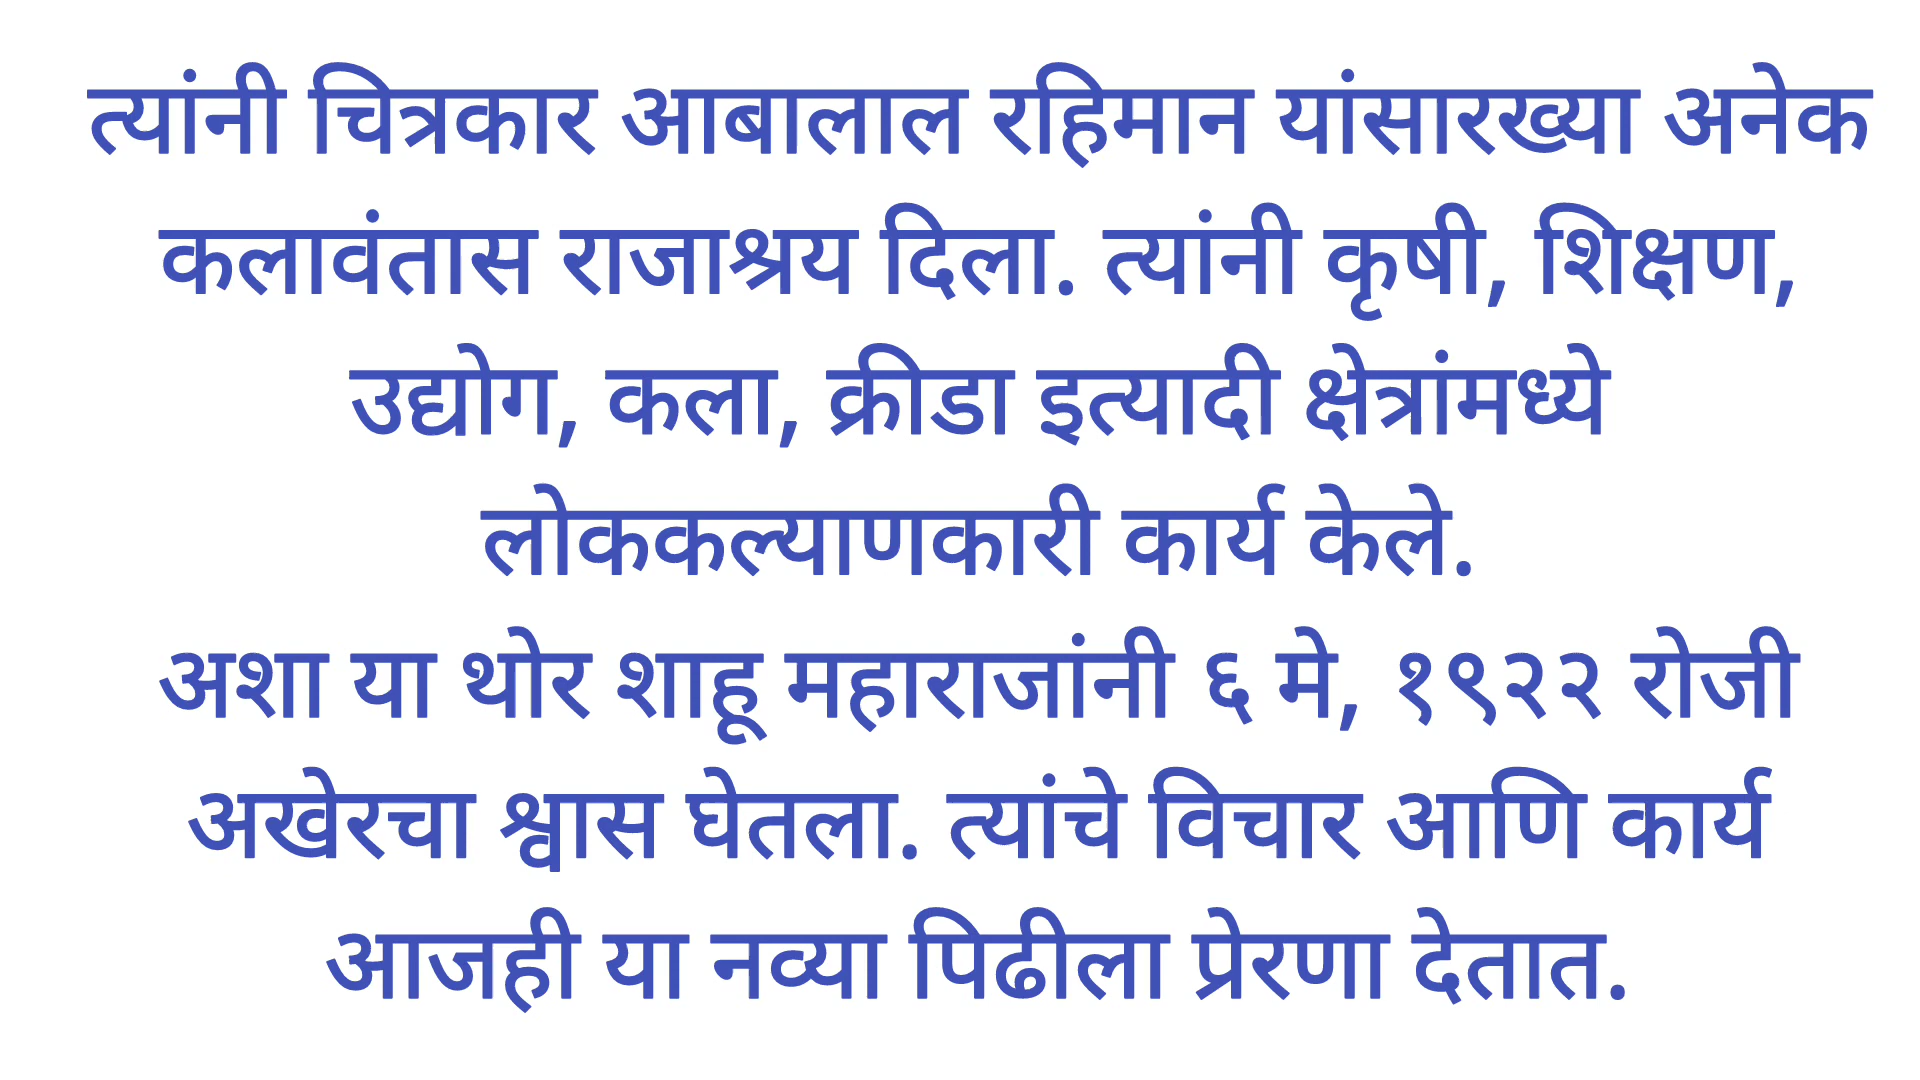 त्यांनी चित्रकार आबालाल रहिमान यांसारख्या अनेक
कलावंतास राजाश्रय दिला. त्यांनी कृषी, शिक्षण,
उद्योग, कला, क्रीडा इत्यादी क्षेत्रांमध्ये
लोककल्याणकारी कार्य केले.
अशा या थोर शाहू महाराजांनी ६ मे, १९२२ रोजी
अखेरचा श्वास घेतला. त्यांचे विचार आणि कार्य
आजही या नव्या पिढीला प्रेरणा देतात.